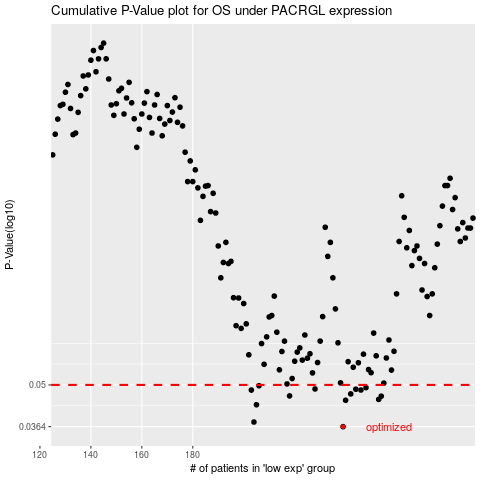 Cumulative P-Value plot for OS under PACRGL expression
P-Value(log10)
0.05
0.0364
optimized
120 140 160 180
# of patients in 'low exp' group